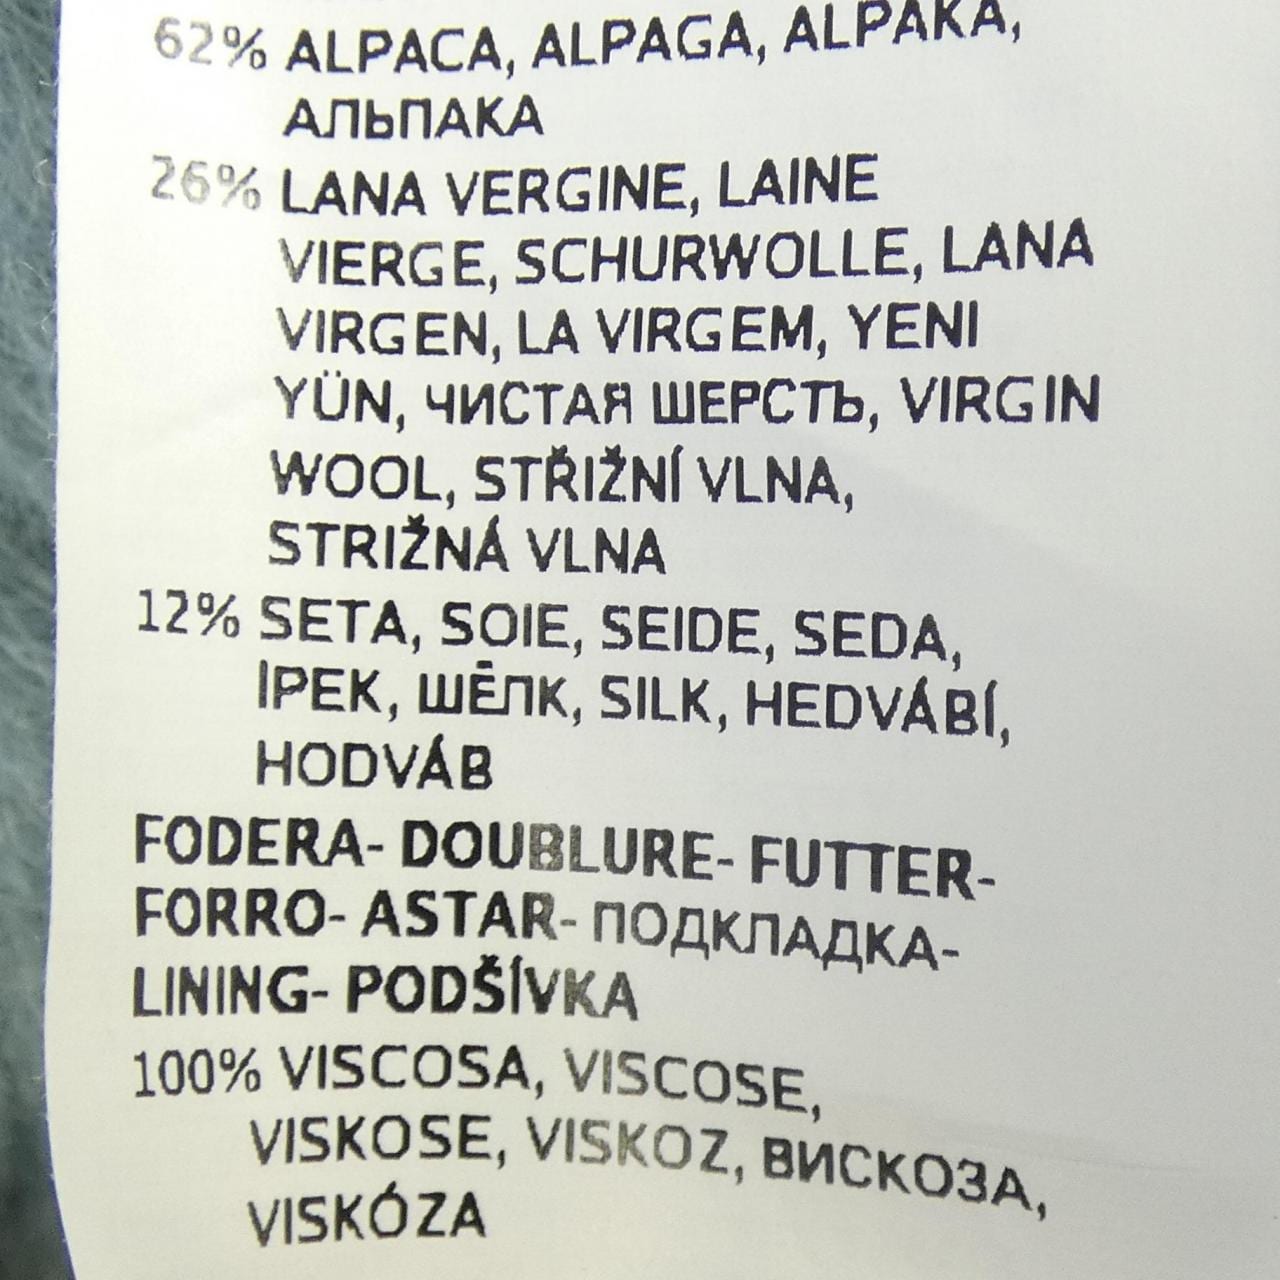 62% ALPACA, ALPAGA, ALPAKA,
АЛЬПАКА
26% LANA VERGINE, LAINE
VIERGE, SCHURWOLLE, LANA
VIRGEN, LA VIRGEM, YENI
YÜN, ЧИСТАЯ ШЕРСТЬ, VIRGIN
WOOL, STŘIŽNÍ VLNA,
STRIŽNÁ VLNA
12% SETA, SOIE, SEIDE, SEDA,
İPEK, ШЁЛК, SILK, HEDVÁBÍ,
HODVÁB
FODERA- DOUBLURE- FUTTER-
FORRO- ASTAR- ПОДКЛАДКА-
LINING- PODŠÍVKA
100% VISCOSA, VISCOSE,
VISKOSE, VISKOZ, ВИСКОЗА,
VISKÓZA